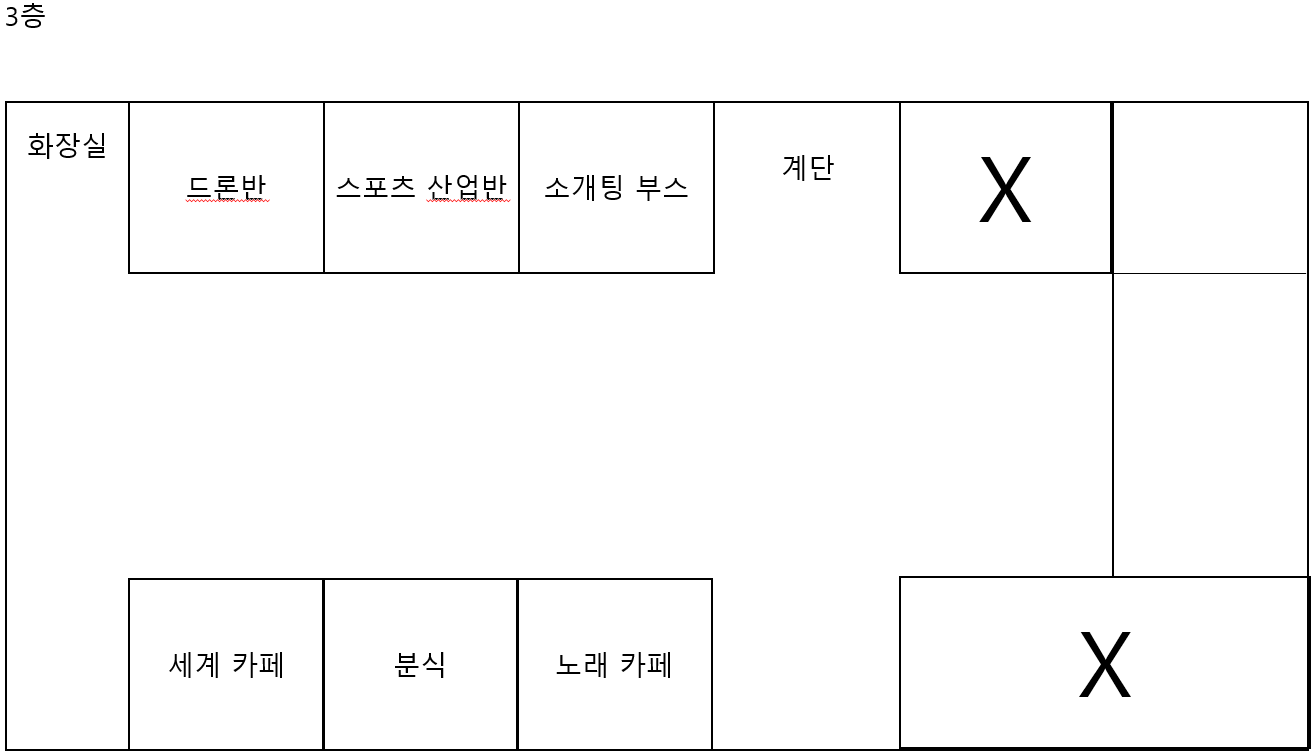 3층
화장실
드론반
스포츠 산업반
소개팅 부스
계단
X
세계 카페
분식
노래 카페
X